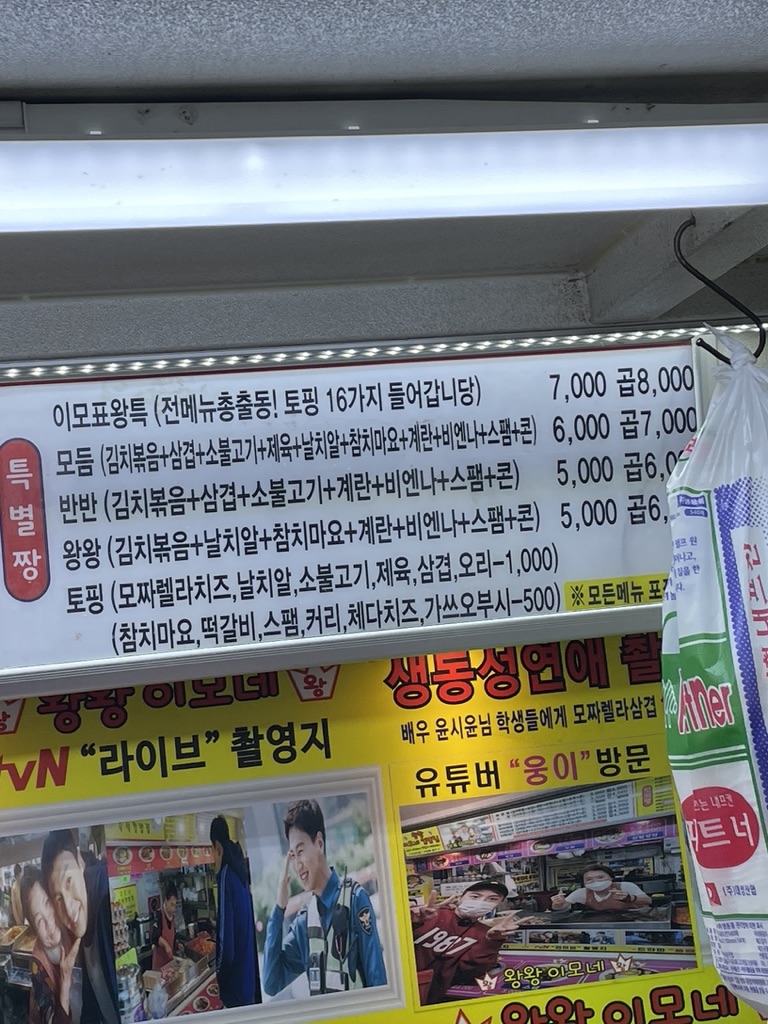 특별짱
이모표왕특 (전메뉴총출동! 토핑 16가지 들어갑니당) 7,000 곱8,000
모듬 (김치볶음+삼겹+소불고기+제육+날치알+참치마요+계란+비엔나+스팸+콘) 6,000 곱7,000
반반 (김치볶음+삼겹+소불고기+계란+비엔나+스팸+콘) 5,000 곱6,0
왕왕 (김치볶음+날치알+참치마요+계란+비엔나+스팸+콘) 5,000 곱6,
토핑 (모짜렐라치즈,날치알,소불고기,제육,삼겹,오리-1,000)
(참치마요,떡갈비,스팸,커리,체다치즈,가쓰오부시-500) ※모든메뉴 포
왕왕이모네 왕
생동성연애 촬
tvN “라이브” 촬영지
배우 윤시윤님 학생들에게 모짜렐라삼겹
유튜버 “웅이” 방문
1987
왕왕이모네
왕왕이모네
트너